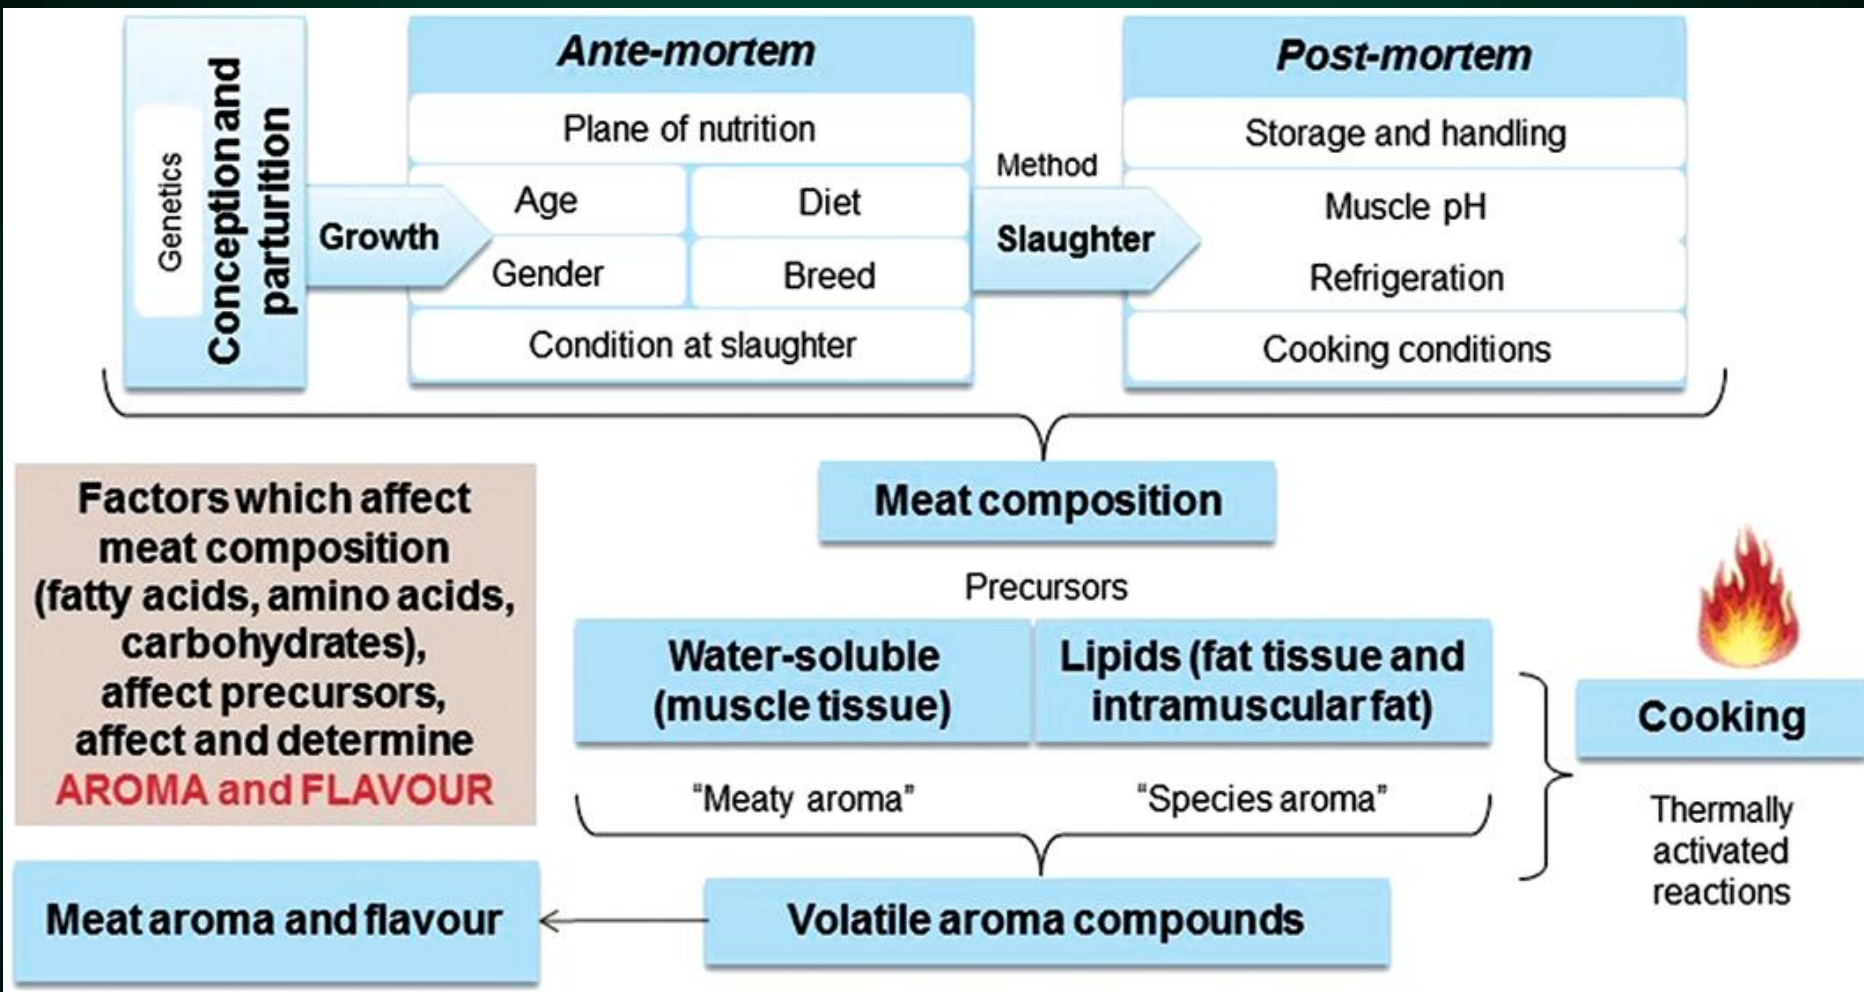 Genetics
Conception and
parturition
Growth
Ante-mortem
Plane of nutrition
Age
Diet
Gender
Breed
Condition at slaughter
Method
Slaughter
Post-mortem
Storage and handling
Muscle pH
Refrigeration
Cooking conditions
Meat composition
Factors which affect
meat composition
(fatty acids, amino acids,
carbohydrates),
affect precursors,
affect and determine
AROMA and FLAVOUR
Precursors
Water-soluble
(muscle tissue)
Lipids (fat tissue and
intramuscular fat)
Cooking
"Meaty aroma"
"Species aroma"
Thermally
activated
reactions
Volatile aroma compounds
Meat aroma and flavour